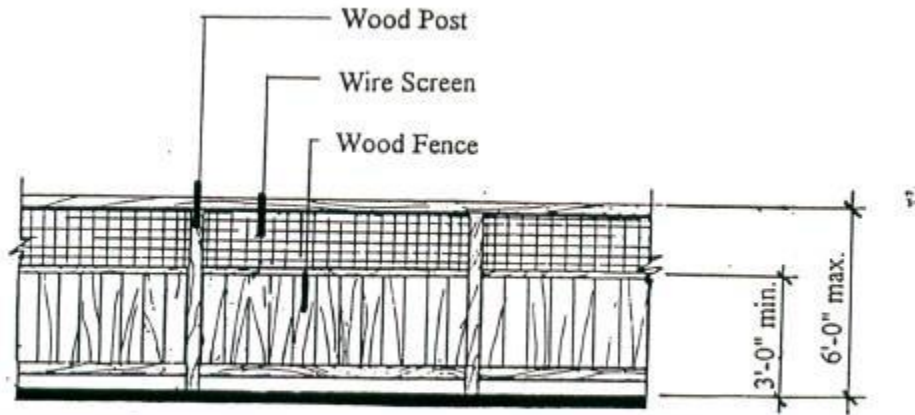 Wood Post
Wire Screen
Wood Fence
3'-0" min.
6'-0" max.